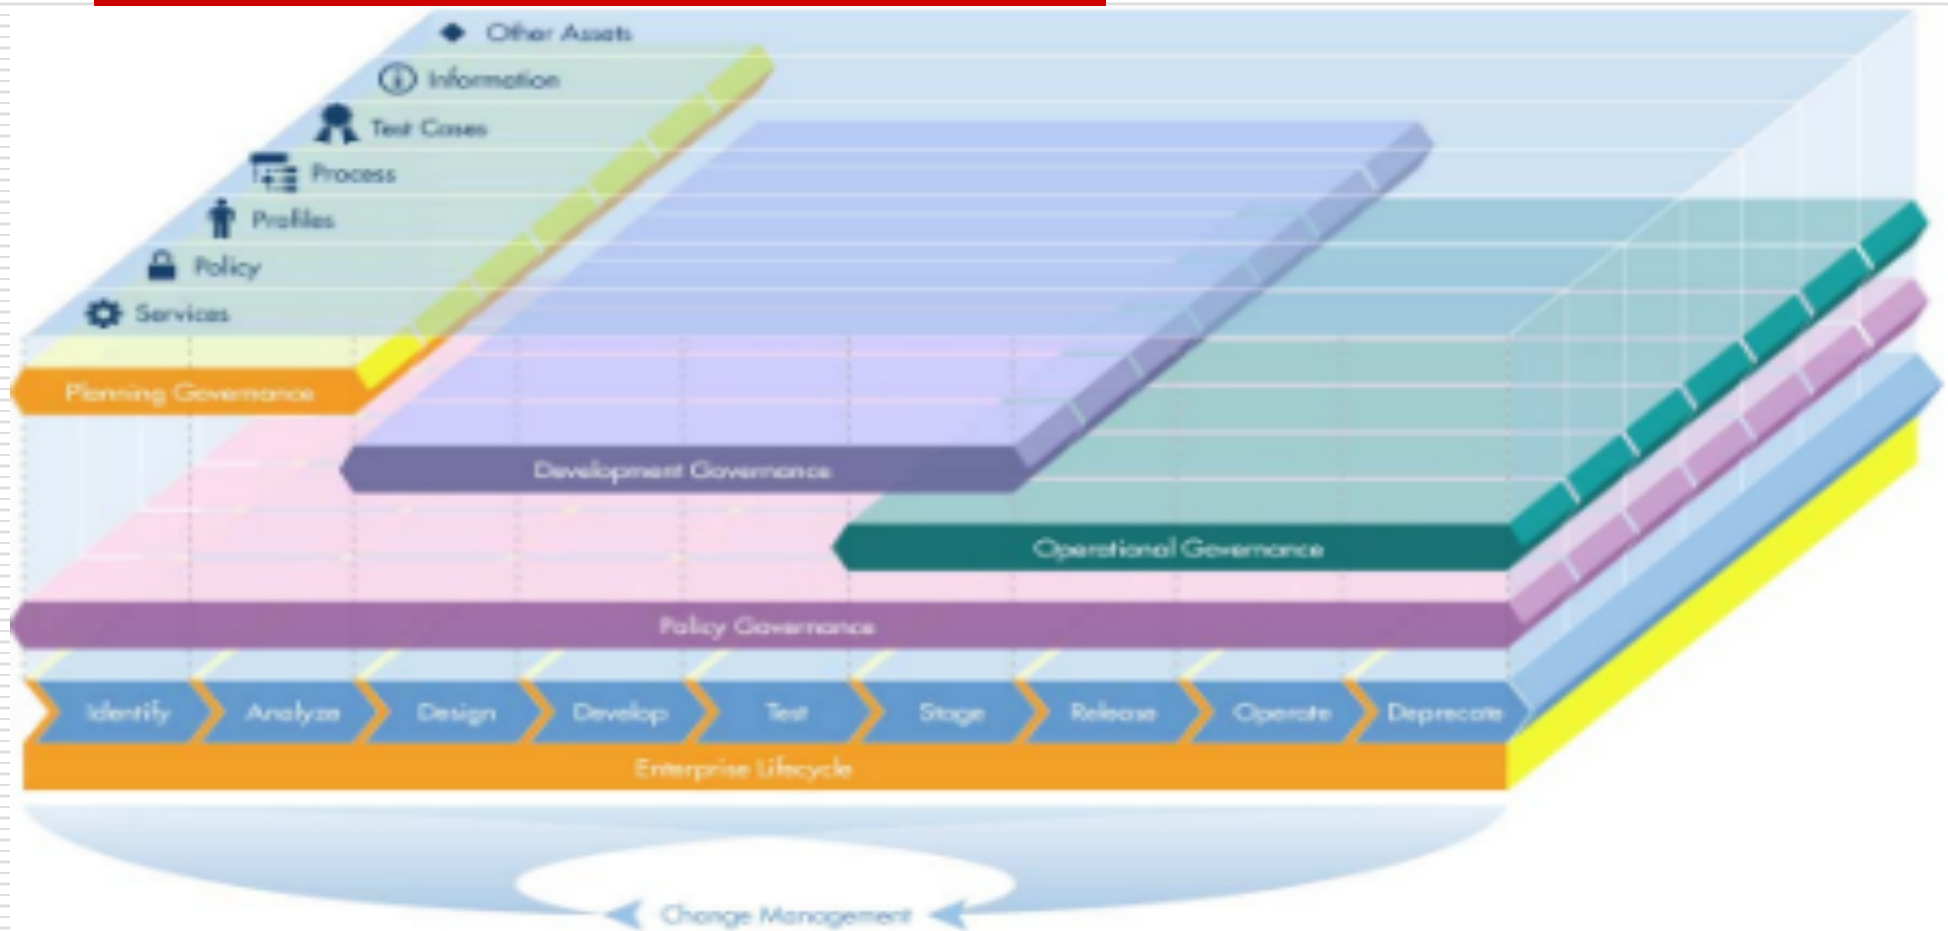 Other Assets
Information
Test Cases
Process
Profiles
Policy
Services
Planning Governance
Development Governance
Operational Governance
Policy Governance
Identify Analyze Design Develop Test Stage Release Operate Deprecate
Enterprise Lifecycle
Change Management